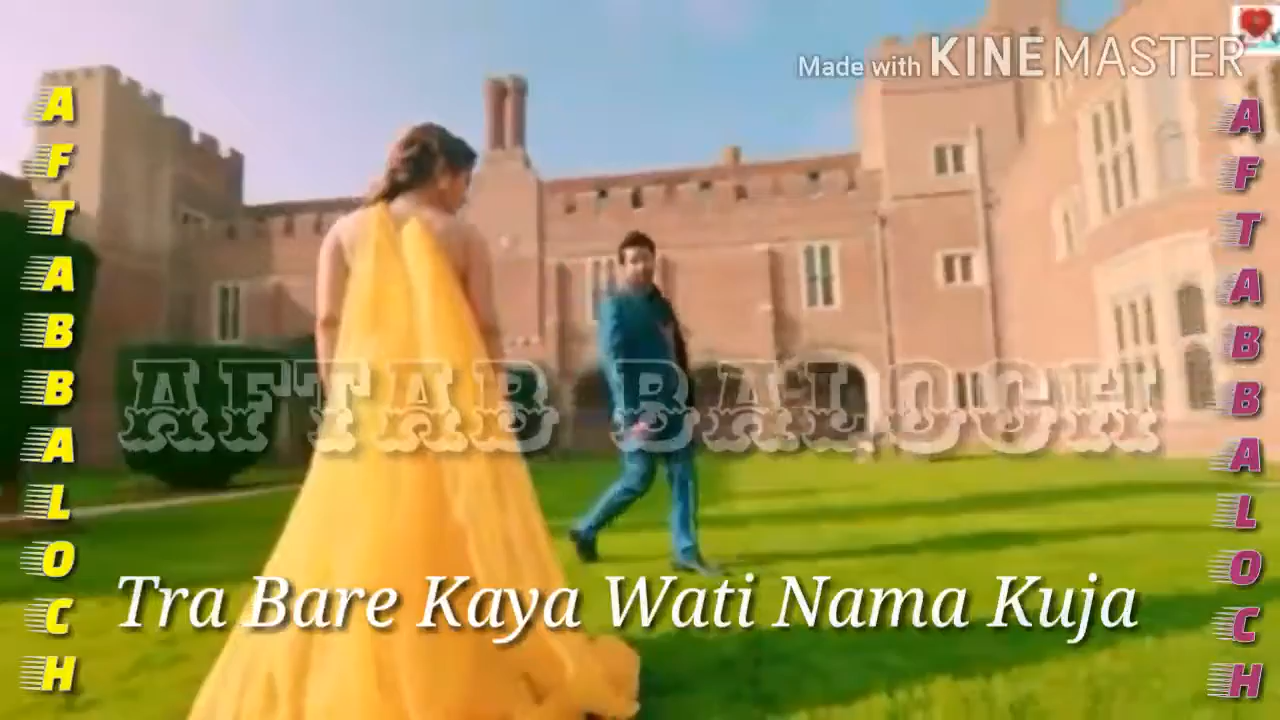 Made with KINEMASTER
AFTAB BALOCH
AFTAB BALOCH
AFTAB BALOCH
Tra Bare Kaya Wati Nama Kuja